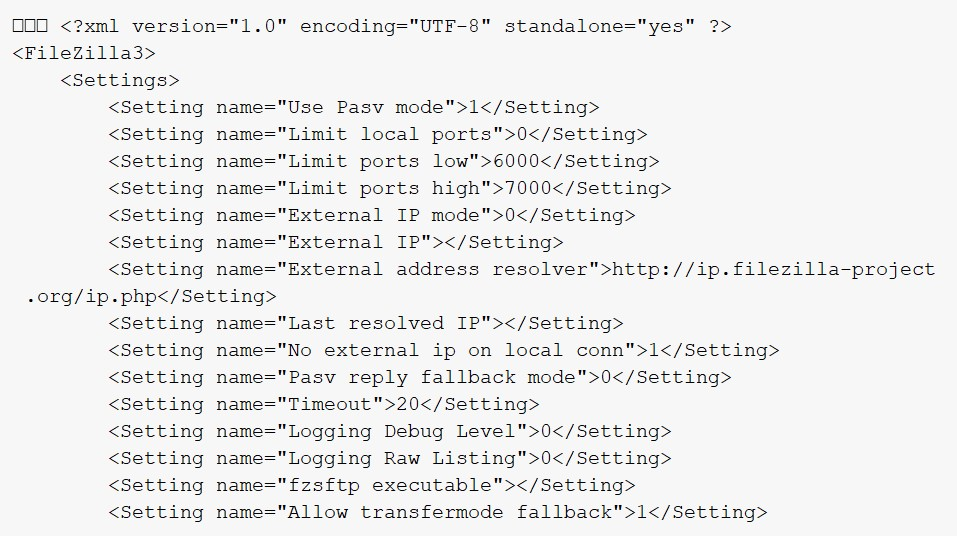 □□□ <?xml version="1.0" encoding="UTF-8" standalone="yes" ?>
<FileZilla3>
    <Settings>
        <Setting name="Use Pasv mode">1</Setting>
        <Setting name="Limit local ports">0</Setting>
        <Setting name="Limit ports low">6000</Setting>
        <Setting name="Limit ports high">7000</Setting>
        <Setting name="External IP mode">0</Setting>
        <Setting name="External IP"></Setting>
        <Setting name="External address resolver">http://ip.filezilla-project
 .org/ip.php</Setting>
        <Setting name="Last resolved IP"></Setting>
        <Setting name="No external ip on local conn">1</Setting>
        <Setting name="Pasv reply fallback mode">0</Setting>
        <Setting name="Timeout">20</Setting>
        <Setting name="Logging Debug Level">0</Setting>
        <Setting name="Logging Raw Listing">0</Setting>
        <Setting name="fzsftp executable"></Setting>
        <Setting name="Allow transfermode fallback">1</Setting>